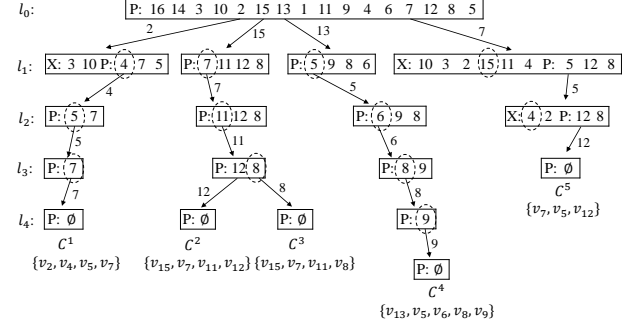 l₀: P: 16 14 3 10 2 15 13 1 11 9 4 6 7 12 8 5
2 15 13 7
l₁: X: 3 10 P: 4 7 5 P: 7 11 12 8 P: 5 9 8 6 X: 10 3 2 15 11 4 P: 5 12 8
4 7 5 5
l₂: P: 5 7 P: 11 12 8 P: 6 9 8 X: 4 2 P: 12 8
5 11 6 12
l₃: P: 7 P: 12 8 P: 8 9 P: ∅
7 12 8 8 C⁵
{v₇, v₅, v₁₂}
l₄: P: ∅ P: ∅ P: ∅ P: 9
C¹ C² C³ 9
{v₂, v₄, v₅, v₇} {v₁₅, v₇, v₁₁, v₁₂} {v₁₅, v₇, v₁₁, v₈} P: ∅
C⁴
{v₁₃, v₅, v₆, v₈, v₉}